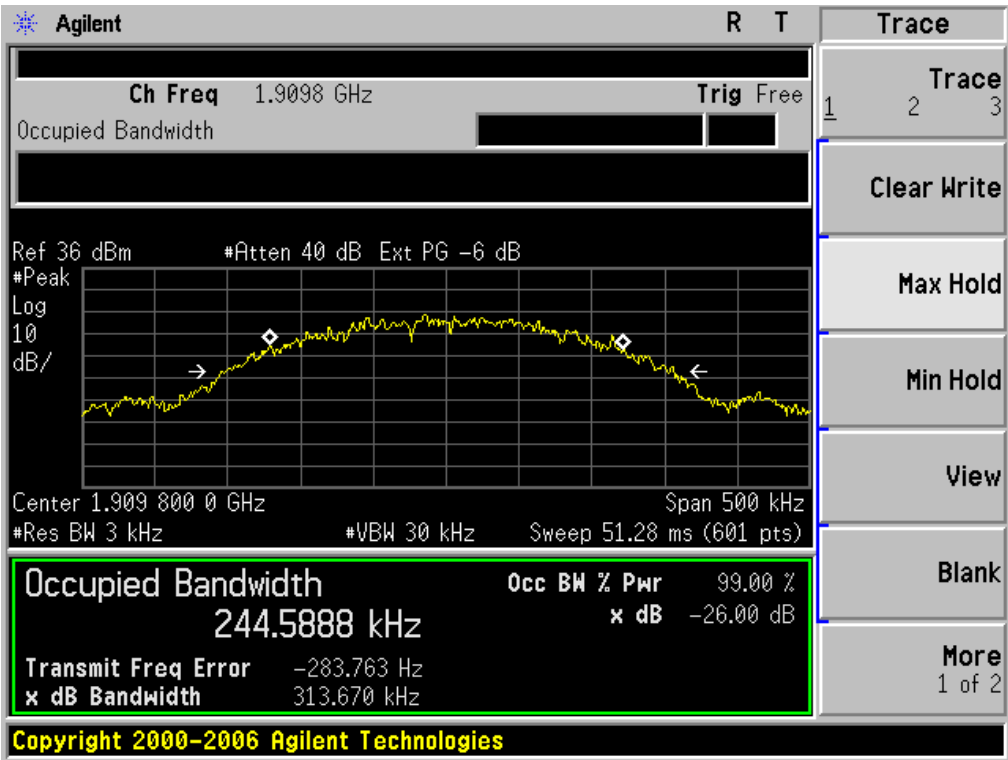 Agilent R T Trace
Ch Freq 1.9098 GHz Trig Free
Occupied Bandwidth
Trace
1 2 3
Clear Write
Ref 36 dBm #Atten 40 dB Ext PG -6 dB
#Peak
Log
10
dB/
Max Hold
Min Hold
View
Center 1.909 800 0 GHz Span 500 kHz
#Res BW 3 kHz #VBW 30 kHz Sweep 51.28 ms (601 pts)
Occupied Bandwidth Occ BW % Pwr 99.00 %
244.5888 kHz x dB -26.00 dB
Transmit Freq Error -283.763 Hz
x dB Bandwidth 313.670 kHz
Blank
More
1 of 2
Copyright 2000-2006 Agilent Technologies